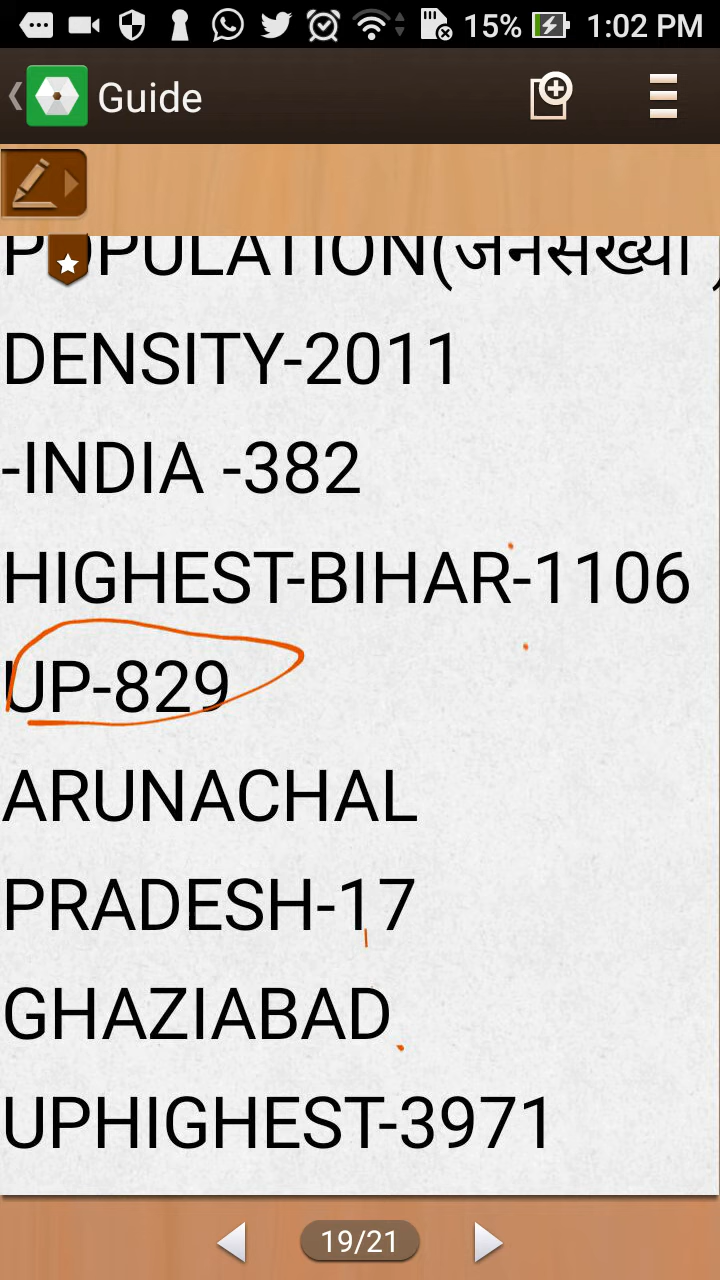 15% 1:02 PM
Guide
POPULATION(जनसंख्या )
DENSITY-2011
-INDIA -382
HIGHEST-BIHAR-1106
UP-829
ARUNACHAL
PRADESH-17
GHAZIABAD
UPHIGHEST-3971
19/21